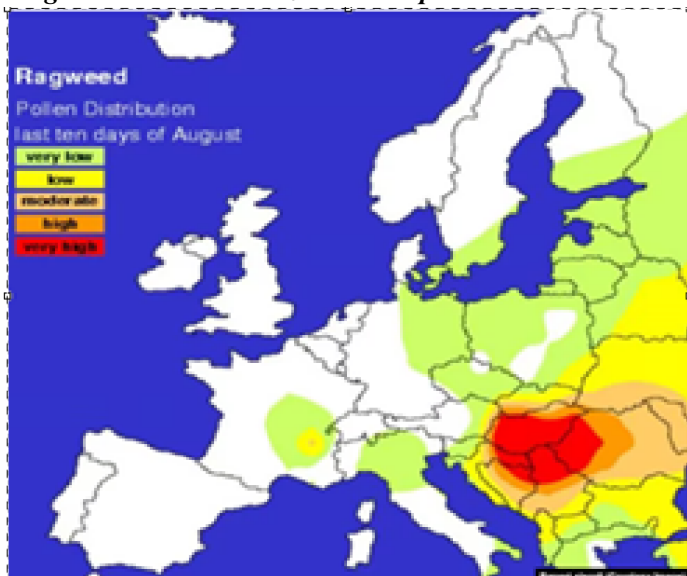 Ragweed
Pollen Distribution
last ten days of August
very low
low
moderate
high
very high